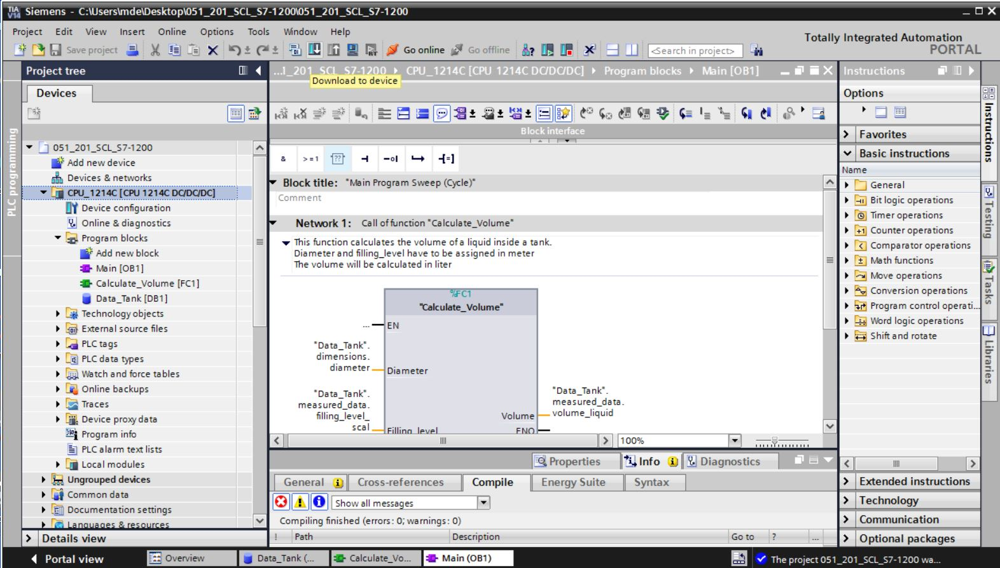 TIA V14 Siemens - C:\Users\mde\Desktop\051_201_SCL_S7-1200\051_201_SCL_S7-1200
Project Edit View Insert Online Options Tools Window Help
Totally Integrated Automation
PORTAL
Save project
Go online
Go offline
<Search in project>
Project tree
Devices
PLC programming
051_201_SCL_S7-1200
Add new device
Devices & networks
CPU_1214C [CPU 1214C DC/DC/DC]
Device configuration
Online & diagnostics
Program blocks
Add new block
Main [OB1]
Calculate_Volume [FC1]
Data_Tank [DB1]
Technology objects
External source files
PLC tags
PLC data types
Watch and force tables
Online backups
Traces
Device proxy data
Program info
PLC alarm text lists
Local modules
Ungrouped devices
Common data
Documentation settings
Languages & resources
Details view
...1_201_SCL_S7-1200 CPU_1214C [CPU 1214C DC/DC/DC] Program blocks Main [OB1]
Download to device
Block interface
& >=1 ?? -o| -[=]
Block title: "Main Program Sweep (Cycle)"
Comment
Network 1: Call of function "Calculate_Volume"
This function calculates the volume of a liquid inside a tank.
Diameter and filling_level have to be assigned in meter
The volume will be calculated in liter
%FC1
"Calculate_Volume"
... EN
"Data_Tank".
dimensions.
diameter Diameter
"Data_Tank".
measured_data.
filling_level_
scal Filling_level
"Data_Tank".
measured_data.
Volume volume_liquid
ENO
100%
Properties Info Diagnostics
General Cross-references Compile Energy Suite Syntax
Show all messages
Compiling finished (errors: 0; warnings: 0)
! Path Description Go to ? ...
Instructions
Options
Favorites
Basic instructions
Name
General
Bit logic operations
Timer operations
Counter operations
Comparator operations
Math functions
Move operations
Conversion operations
Program control operati...
Word logic operations
Shift and rotate
Extended instructions
Technology
Communication
Optional packages
Instructions
Testing
Tasks
Libraries
Portal view Overview Data_Tank (... Calculate_Vo... Main (OB1) The project 051_201_SCL_S7-1200 wa...